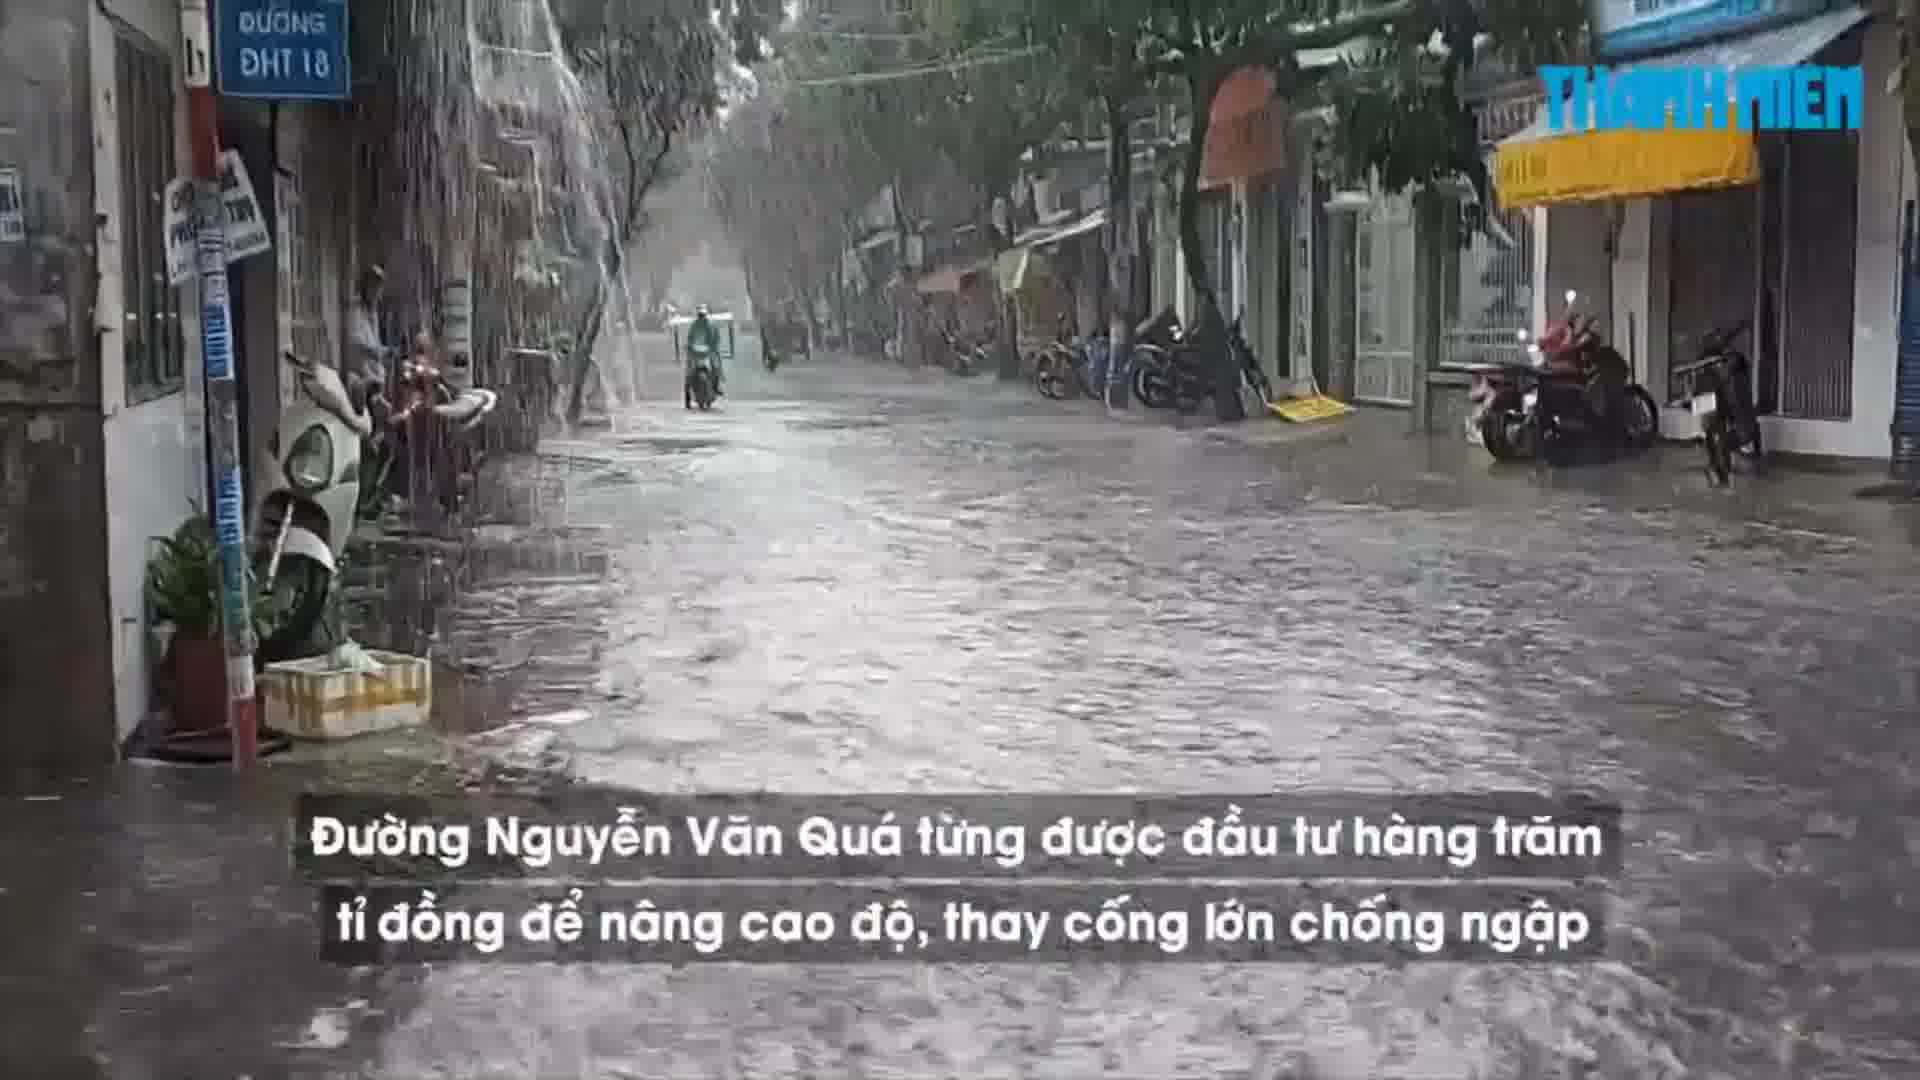 ĐƯỜNG
ĐHT 18
THANH NIÊN
Đường Nguyễn Văn Quá từng được đầu tư hàng trăm
tỉ đồng để nâng cao độ, thay cống lớn chống ngập